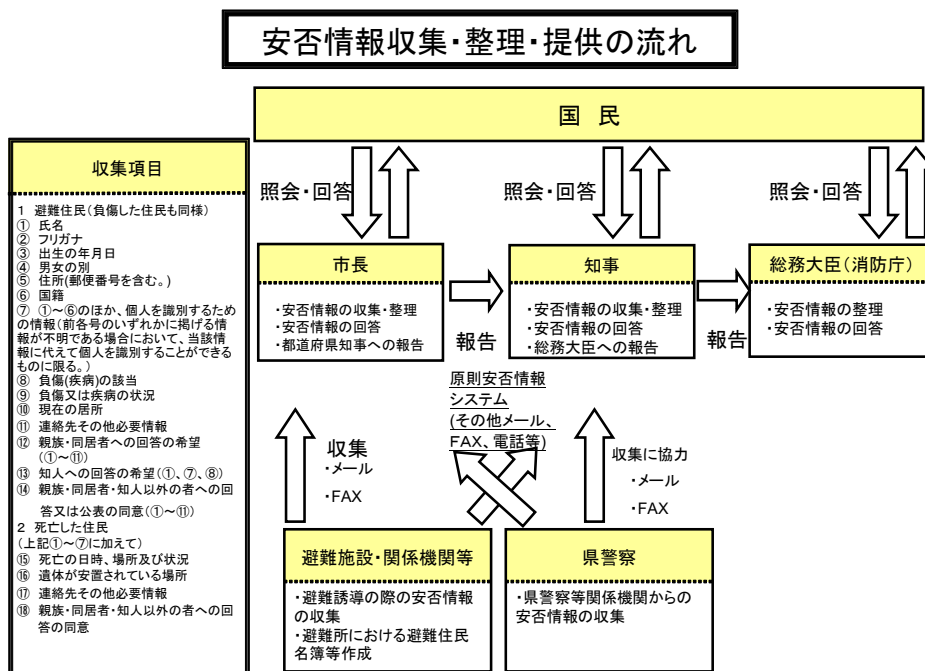 安否情報収集・整理・提供の流れ
国 民
収集項目
1 避難住民(負傷した住民も同様)
① 氏名
② フリガナ
③ 出生の年月日
④ 男女の別
⑤ 住所(郵便番号を含む。)
⑥ 国籍
⑦ ①～⑥のほか、個人を識別するため
の情報(前各号のいずれかに掲げる情
報が不明である場合において、当該情
報に代えて個人を識別することができる
ものに限る。)
⑧ 負傷(疾病)の該当
⑨ 負傷又は疾病の状況
⑩ 現在の居所
⑪ 連絡先その他必要情報
⑫ 親族・同居者への回答の希望
(①～⑪)
⑬ 知人への回答の希望(①、⑦、⑧)
⑭ 親族・同居者・知人以外の者への回
答又は公表の同意(①～⑪)
2 死亡した住民
(上記①～⑦に加えて)
⑮ 死亡の日時、場所及び状況
⑯ 遺体が安置されている場所
⑰ 連絡先その他必要情報
⑱ 親族・同居者・知人以外の者への回
答の同意
照会・回答
照会・回答
照会・回答
市長
・安否情報の収集・整理
・安否情報の回答
・都道府県知事への報告
報告
知事
・安否情報の収集・整理
・安否情報の回答
・総務大臣への報告
報告
総務大臣(消防庁)
・安否情報の整理
・安否情報の回答
原則安否情報
システム
(その他メール、
FAX、電話等)
収集
・メール
・FAX
収集に協力
・メール
・FAX
避難施設・関係機関等
・避難誘導の際の安否情報
の収集
・避難所における避難住民
名簿等作成
県警察
・県警察等関係機関からの
安否情報の収集